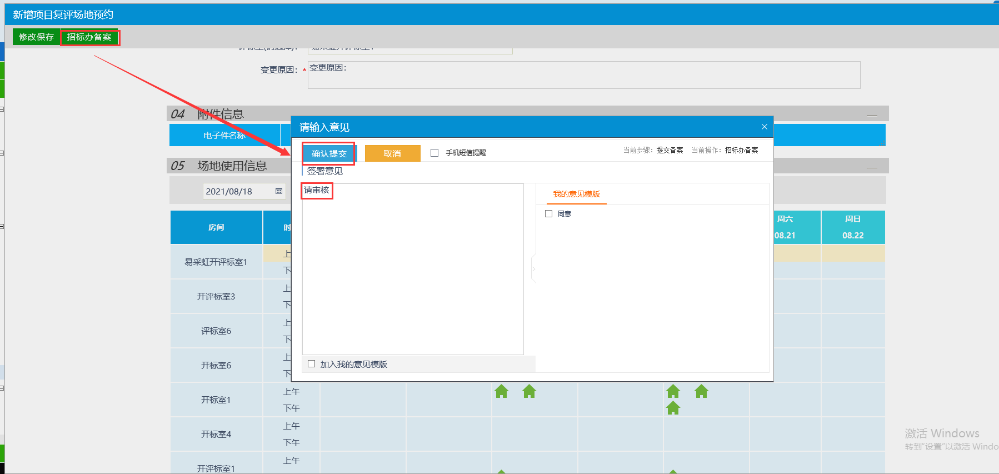 新增项目复评场地预约
修改保存 招标办备案
变更原因： * 变更原因：
04 附件信息
电子件名称
05 场地使用信息
2021/08/18
请输入意见
确认提交 取消 手机短信提醒 当前步骤：提交备案 当前操作：招标办备案
签署意见
请审核
我的意见模版
同意
加入我的意见模版
房间 时 周六 周日
08.21 08.22
易采虹开评标室1 上
下
开评标室3 上
下
评标室6 上
下
开标室6 上
下
开标室1 上午
下午
开标室4 上午
下午
开评标室1 上午
激活 Windows
转到“设置”以激活 Windo